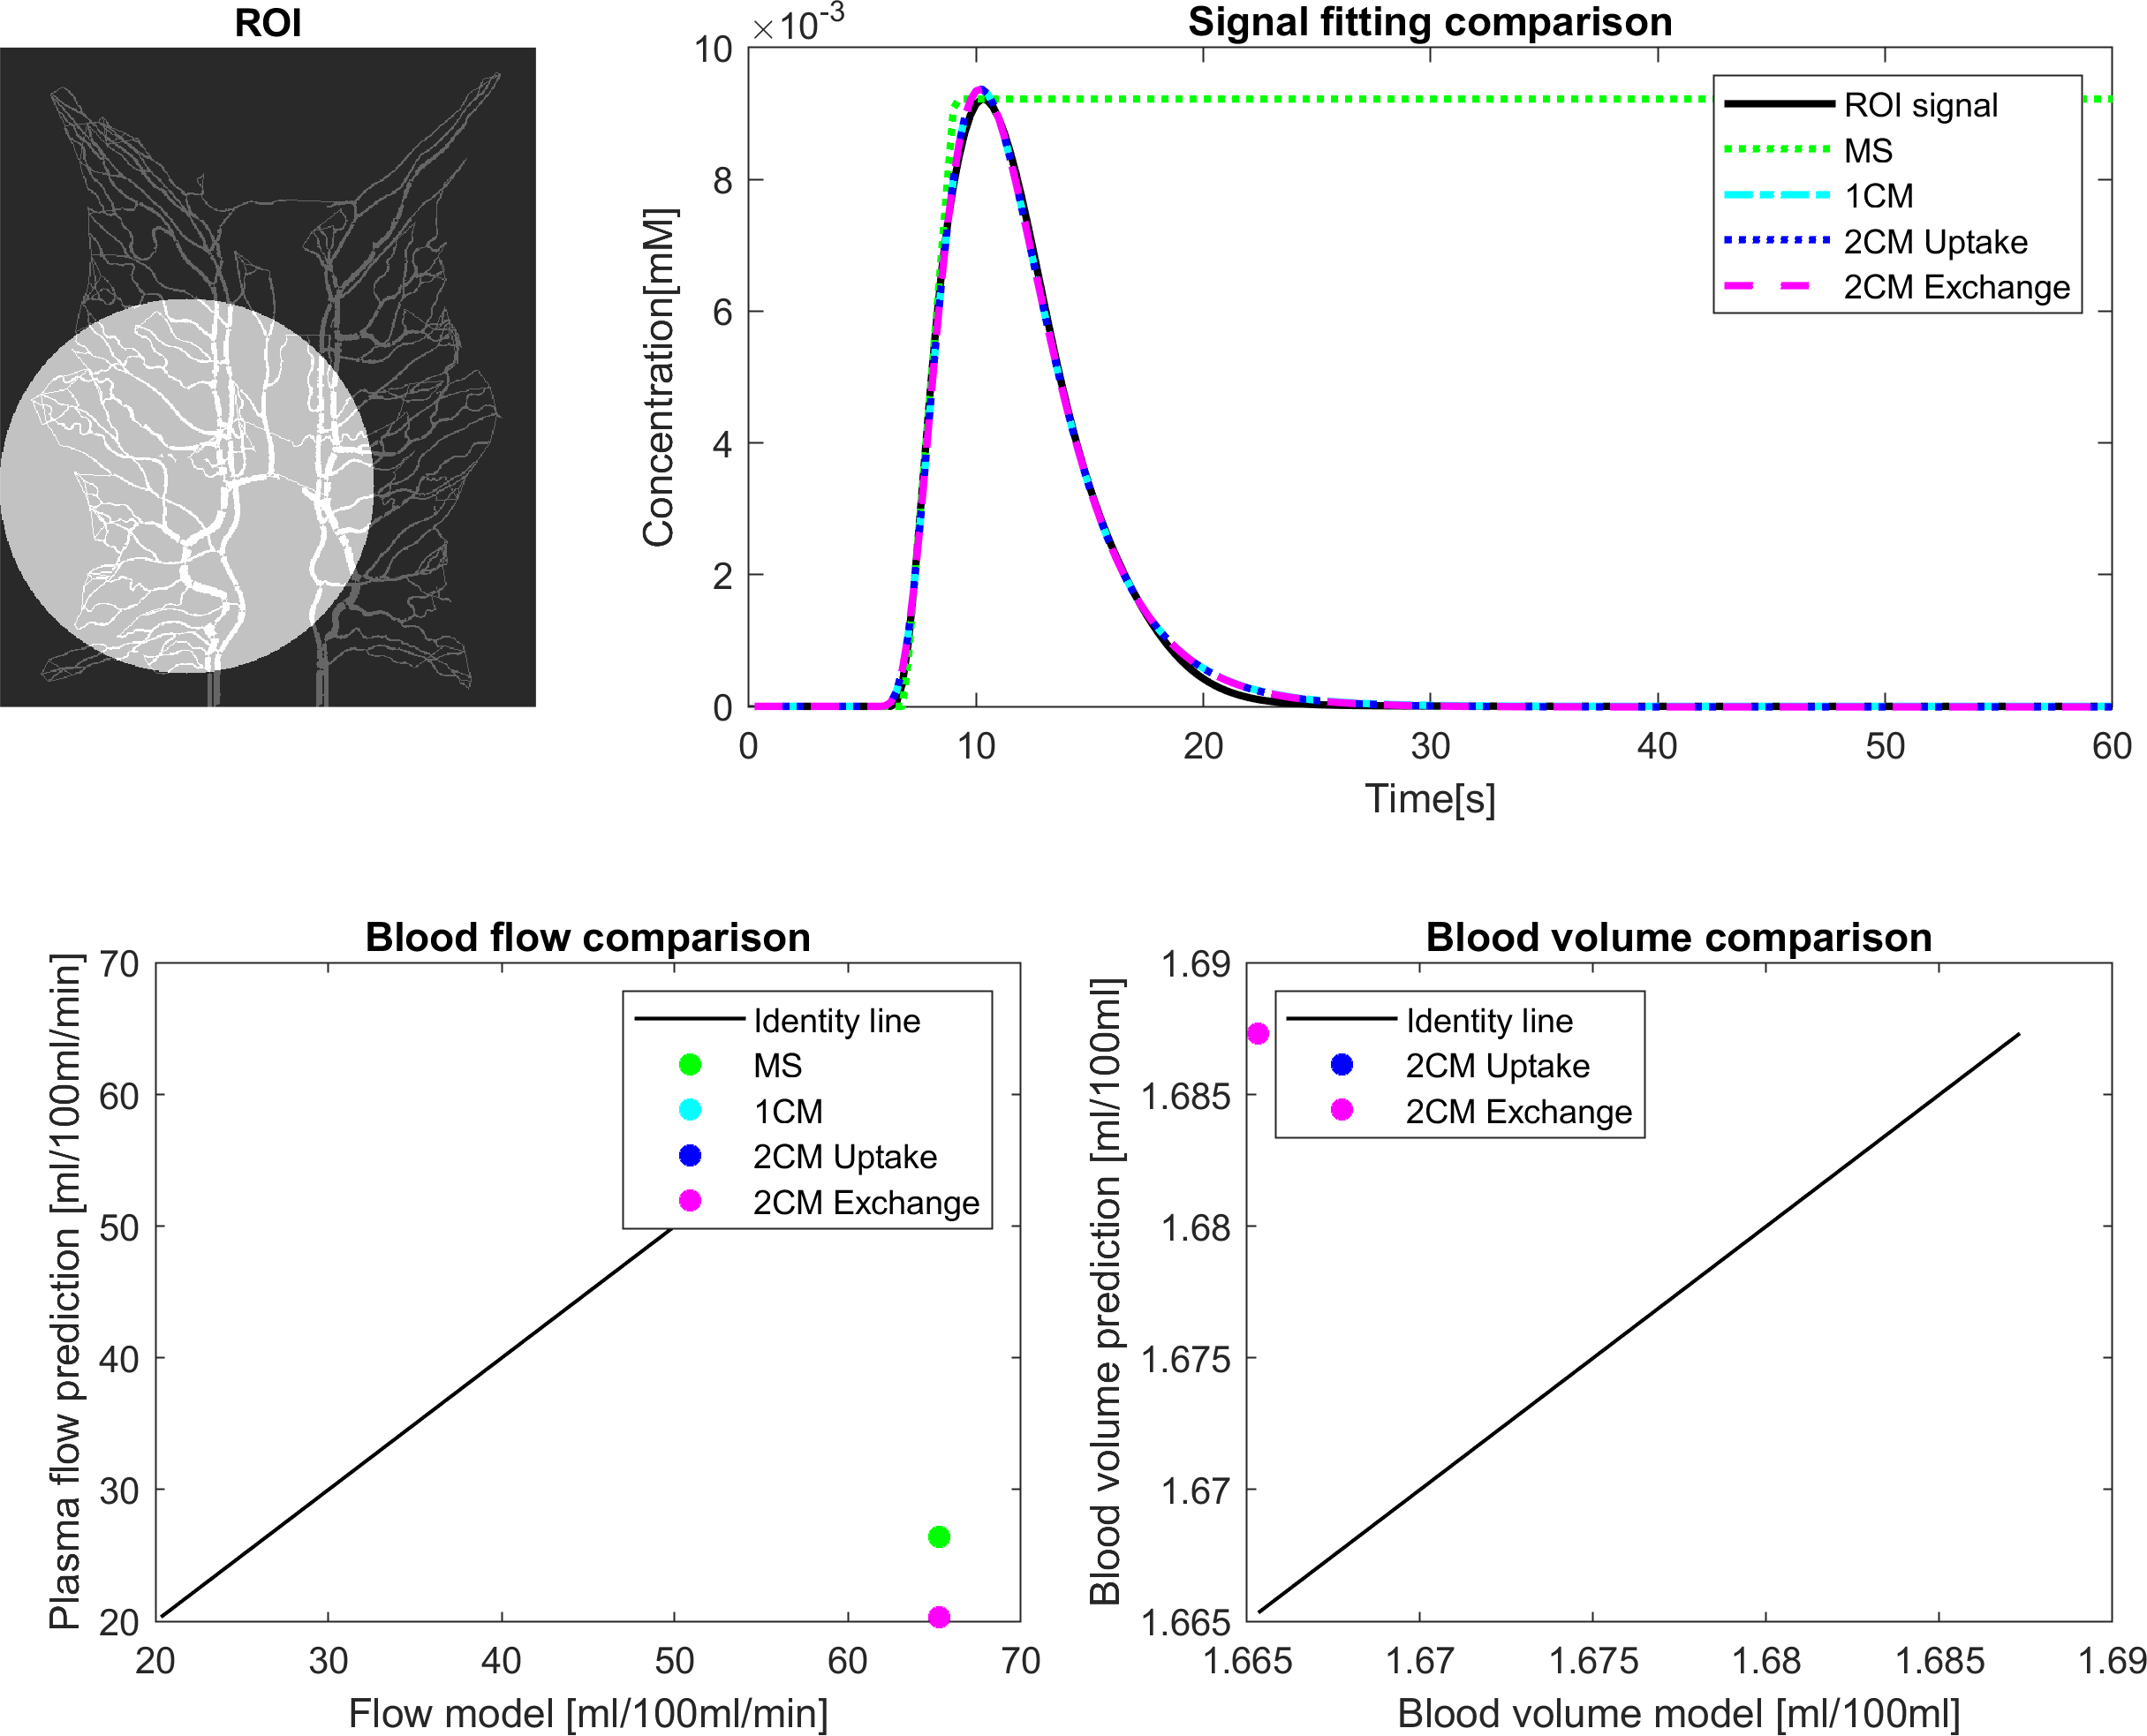 ROI
Signal fitting comparison
×10-3
10
8
6
4
2
0
0 10 20 30 40 50 60
Concentration[mM]
Time[s]
ROI signal
MS
1CM
2CM Uptake
2CM Exchange
Blood flow comparison
70
60
50
40
30
20
20 30 40 50 60 70
Plasma flow prediction [ml/100ml/min]
Flow model [ml/100ml/min]
Identity line
MS
1CM
2CM Uptake
2CM Exchange
Blood volume comparison
1.69
1.685
1.68
1.675
1.67
1.665
1.665 1.67 1.675 1.68 1.685 1.69
Blood volume prediction [ml/100ml]
Blood volume model [ml/100ml]
Identity line
2CM Uptake
2CM Exchange